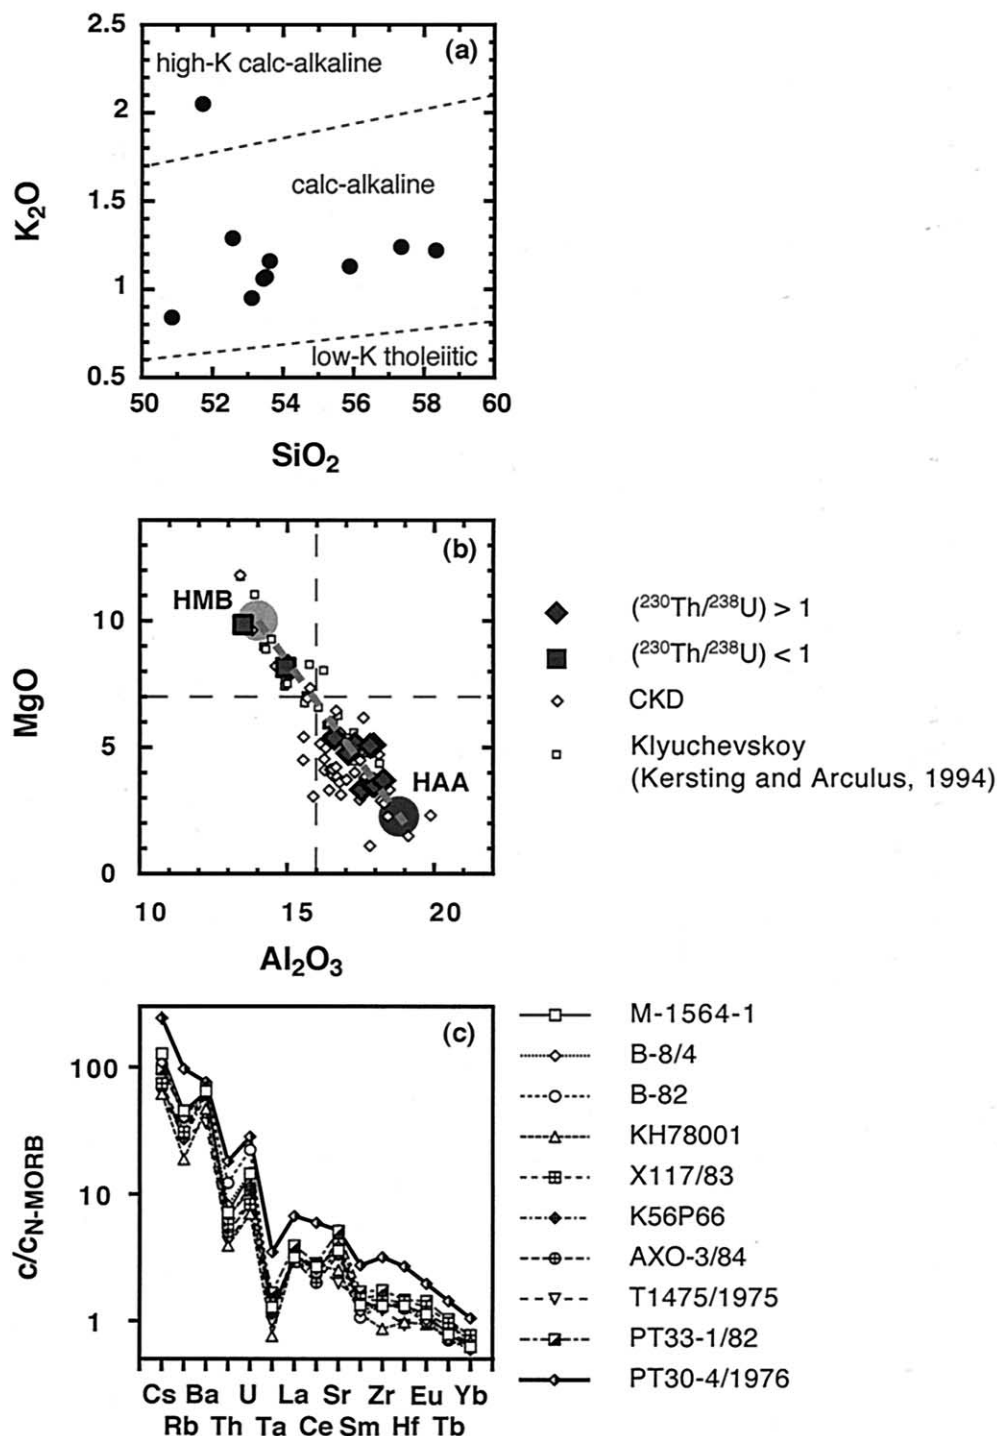 2.5
(a)
high-K calc-alkaline
2
calc-alkaline
1.5
K₂O
1
low-K tholeiitic
0.5
50 52 54 56 58 60
SiO₂
(b)
HMB
10
MgO
5
HAA
0
10 15 20
Al₂O₃
(²³⁰Th/²³⁸U) > 1
(²³⁰Th/²³⁸U) < 1
CKD
Klyuchevskoy
(Kersting and Arculus, 1994)
(c)
100
10
1
c/cN-MORB
Cs Ba U La Sr Zr Eu Yb
Rb Th Ta Ce Sm Hf Tb
M-1564-1
B-8/4
B-82
KH78001
X117/83
K56P66
AXO-3/84
T1475/1975
PT33-1/82
PT30-4/1976